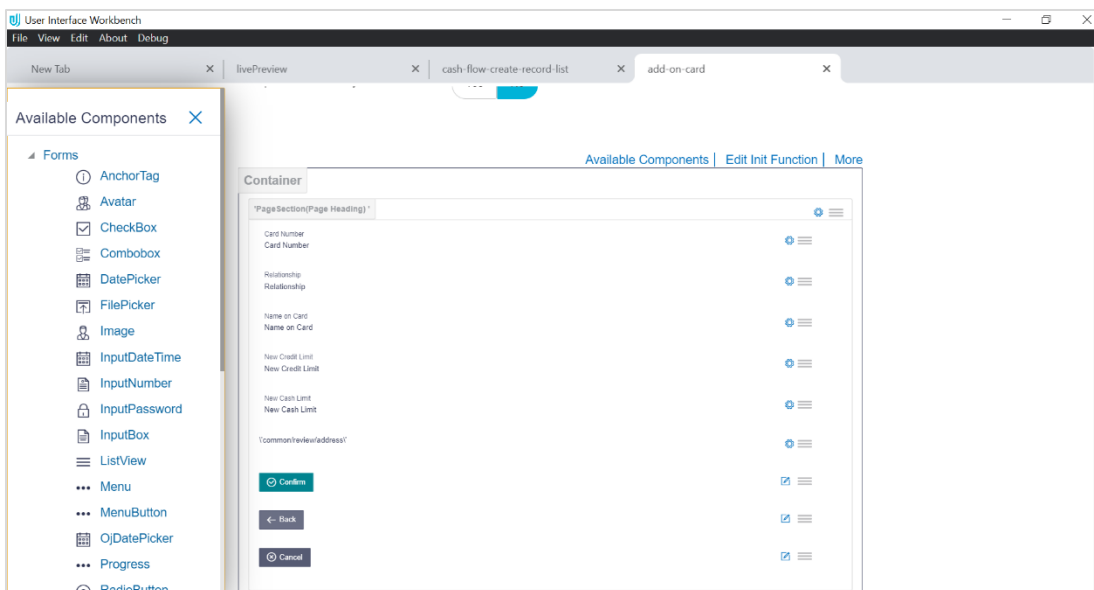 User Interface Workbench
File View Edit About Debug
New Tab
livePreview
cash-flow-create-record-list
add-on-card
Available Components
Forms
AnchorTag
Avatar
CheckBox
Combobox
DatePicker
FilePicker
Image
InputDateTime
InputNumber
InputPassword
InputBox
ListView
Menu
MenuButton
OjDatePicker
Progress
RadioButton
Available Components | Edit Init Function | More
Container
*PageSection(Page Heading) *
Card Number
Card Number
Relationship
Relationship
Name on Card
Name on Card
New Credit Limit
New Credit Limit
New Cash Limit
New Cash Limit
\'common/review/address\'
Confirm
Back
Cancel